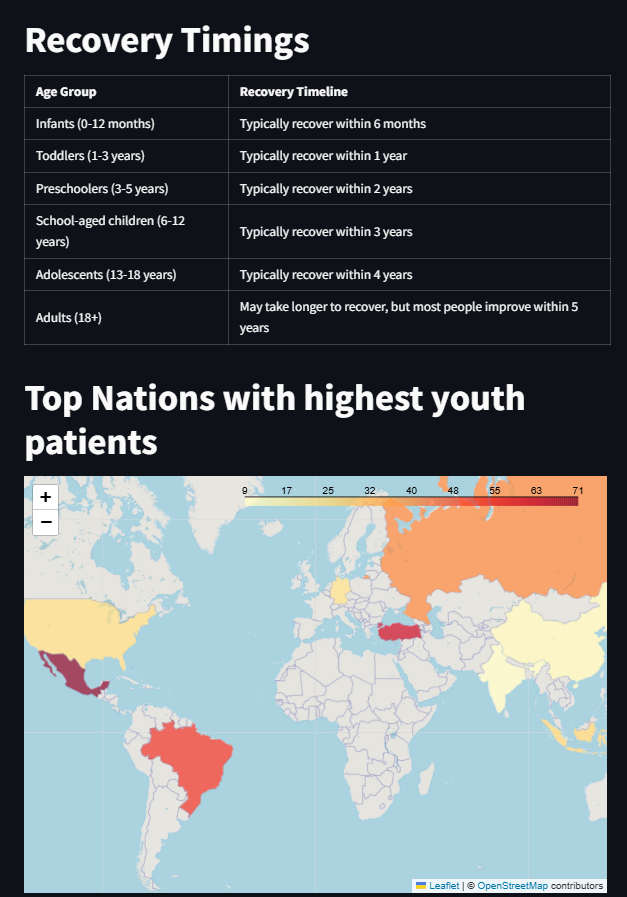 Recovery Timings
Age Group Recovery Timeline
Infants (0-12 months) Typically recover within 6 months
Toddlers (1-3 years) Typically recover within 1 year
Preschoolers (3-5 years) Typically recover within 2 years
School-aged children (6-12
years)
Typically recover within 3 years
Adolescents (13-18 years) Typically recover within 4 years
Adults (18+)
May take longer to recover, but most people improve within 5
years
Top Nations with highest youth
patients
+
−
9 17 25 32 40 48 55 63 71
Leaflet | © OpenStreetMap contributors